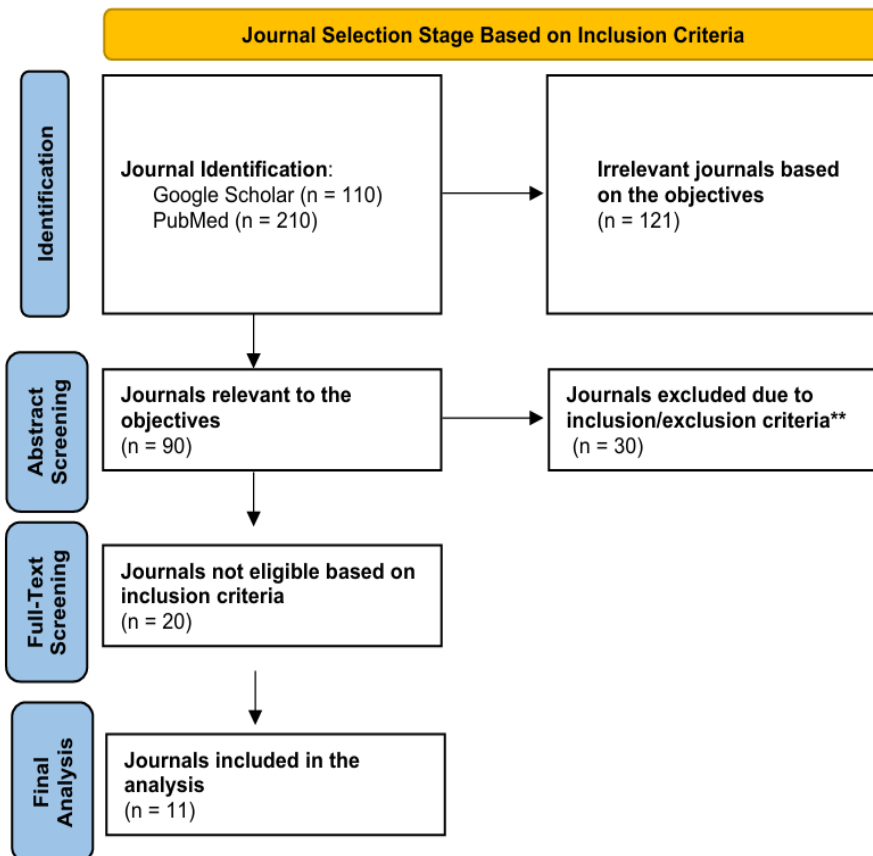 Journal Selection Stage Based on Inclusion Criteria
Identification
Journal Identification:
Google Scholar (n = 110)
PubMed (n = 210)
Irrelevant journals based
on the objectives
(n = 121)
Abstract
Screening
Journals relevant to the
objectives
(n = 90)
Journals excluded due to
inclusion/exclusion criteria**
(n = 30)
Full-Text
Screening
Journals not eligible based on
inclusion criteria
(n = 20)
Final
Analysis
Journals included in the
analysis
(n = 11)